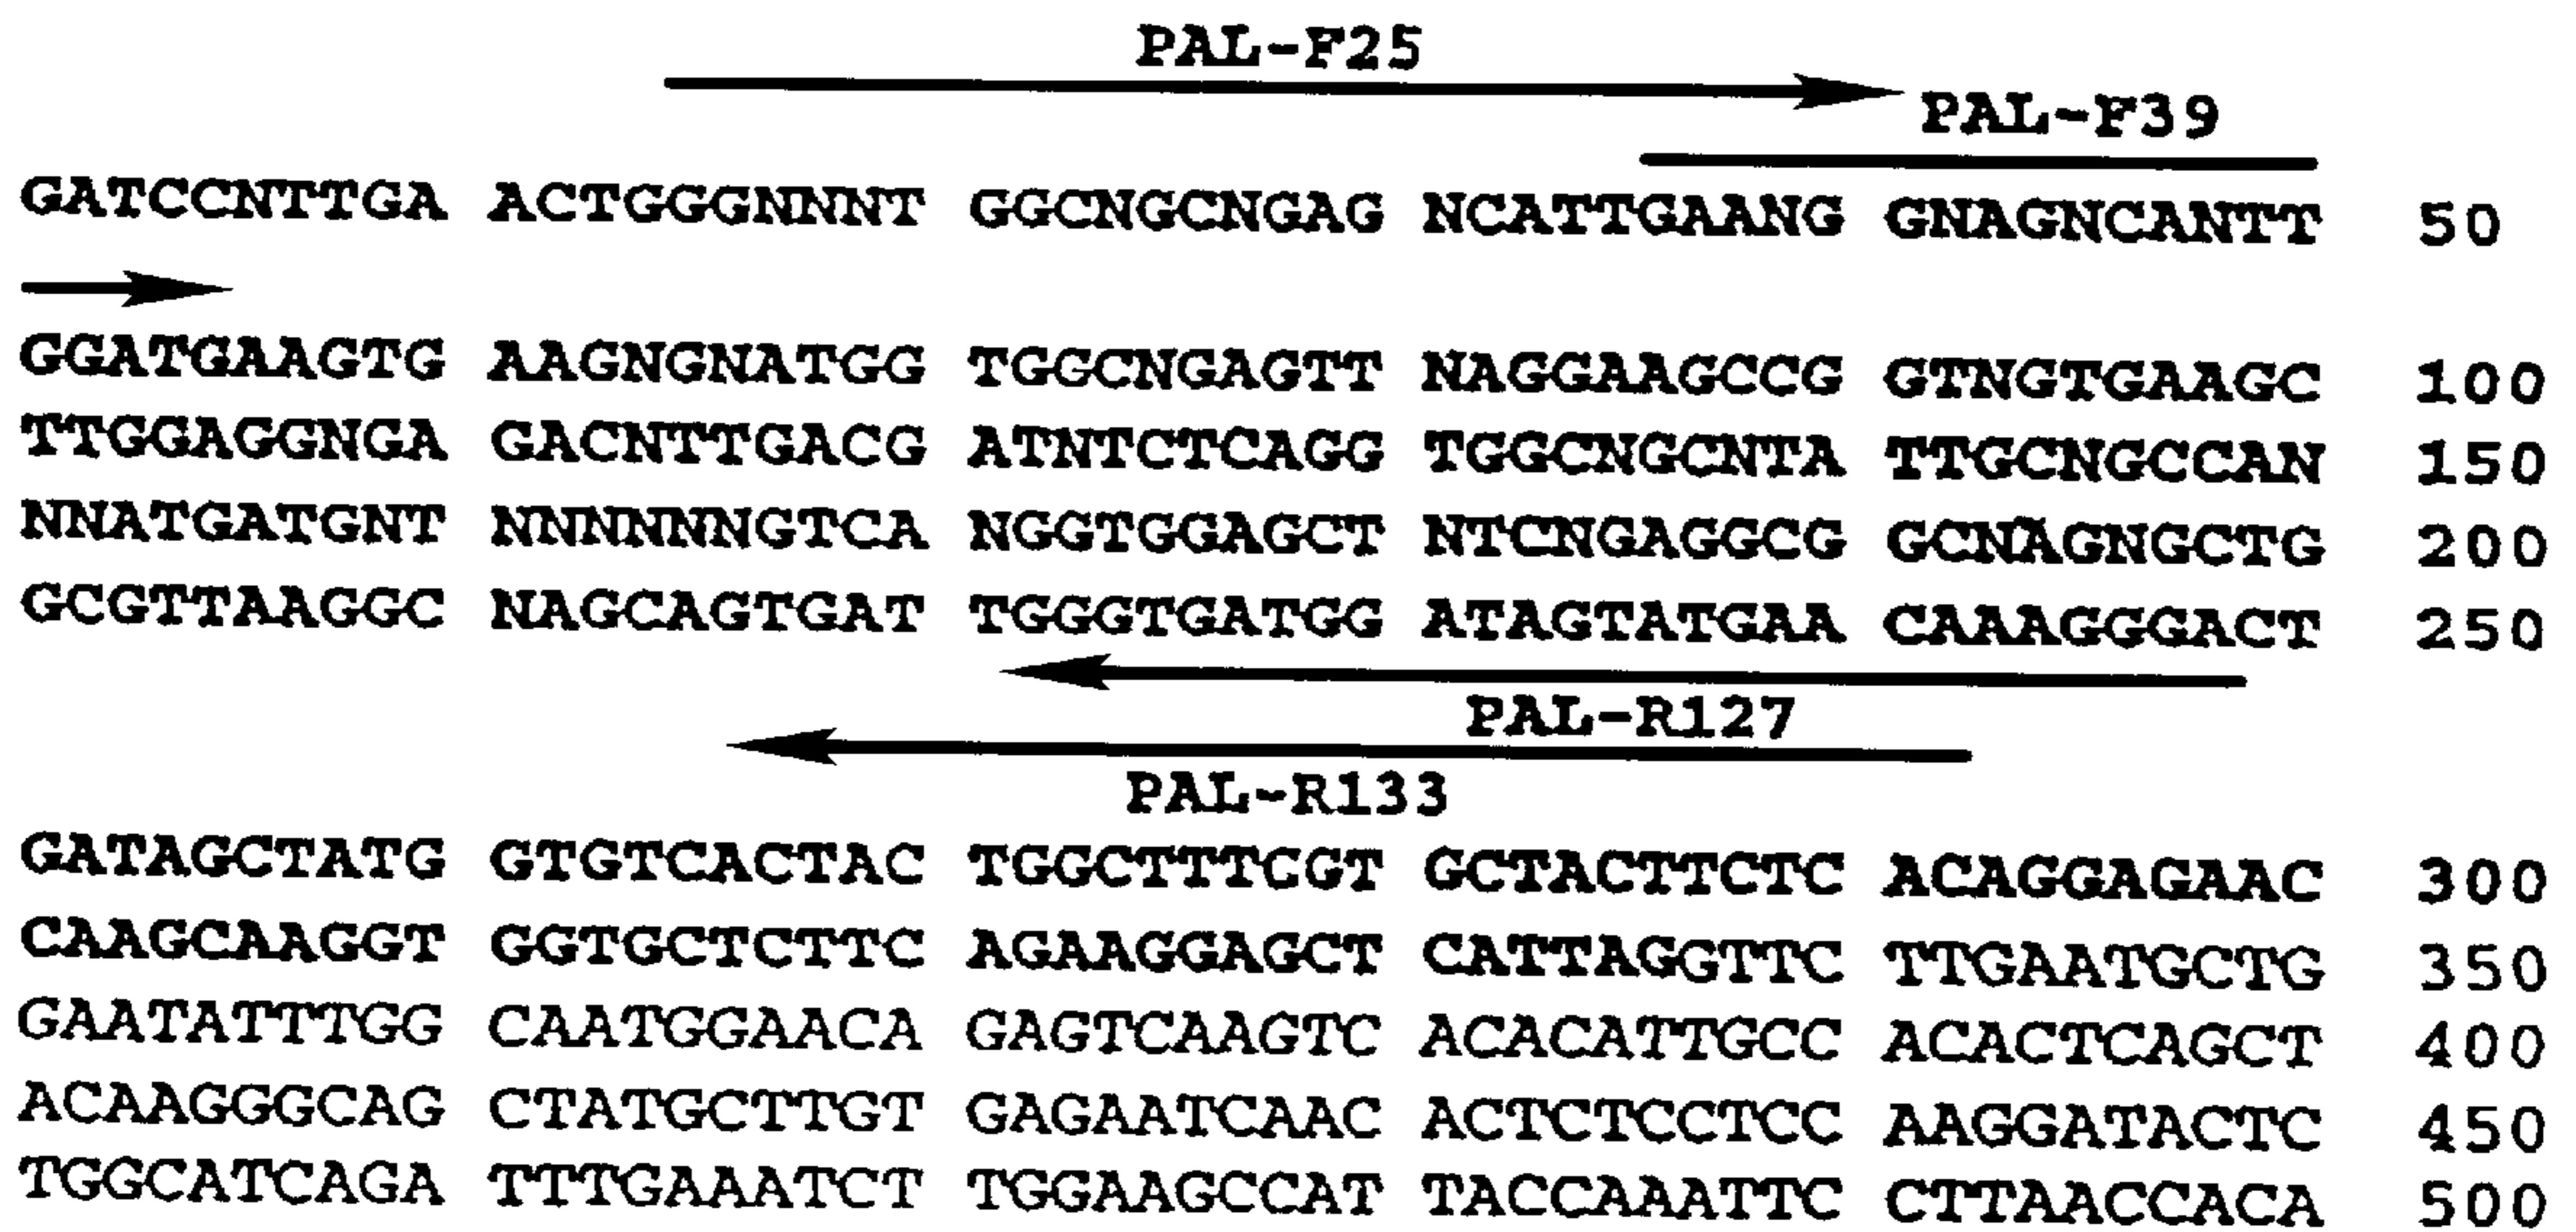 PAL-F25
PAL-F39
GATCCNTTGA ACTGGGNNNT GGCNGCNGAG NCATTGAANG GNAGNCANTT 50
GGATGAAGTG AAGNGNATGG TGGCNGAGTT NAGGAAGCCG GTNGTGAAGC 100
TTGGAGGNGA GACNTTGACG ATNTCTCAGG TGGCNGCNTA TTGCNGCCAN 150
NNATGATGNT NNNNNNGTCA NGGTGGAGCT NTCNGAGGCG GCNAGNGCTG 200
GCGTTAAGGC NAGCAGTGAT TGGGTGATGG ATAGTATGAA CAAAGGGACT 250
PAL-R127
PAL-R133
GATAGCTATG GTGTCACTAC TGGCTTTCGT GCTACTTCTC ACAGGAGAAC 300
CAAGCAAGGT GGTGCTCTTC AGAAGGAGCT CATTAGGTTC TTGAATGCTG 350
GAATATTTGG CAATGGAACA GAGTCAAGTC ACACATTGCC ACACTCAGCT 400
ACAAGGGCAG CTATGCTTGT GAGAATCAAC ACTCTCCTCC AAGGATACTC 450
TGGCATCAGA TTTGAAATCT TGGAAGCCAT TACCAAATTC CTTAACCACA 500